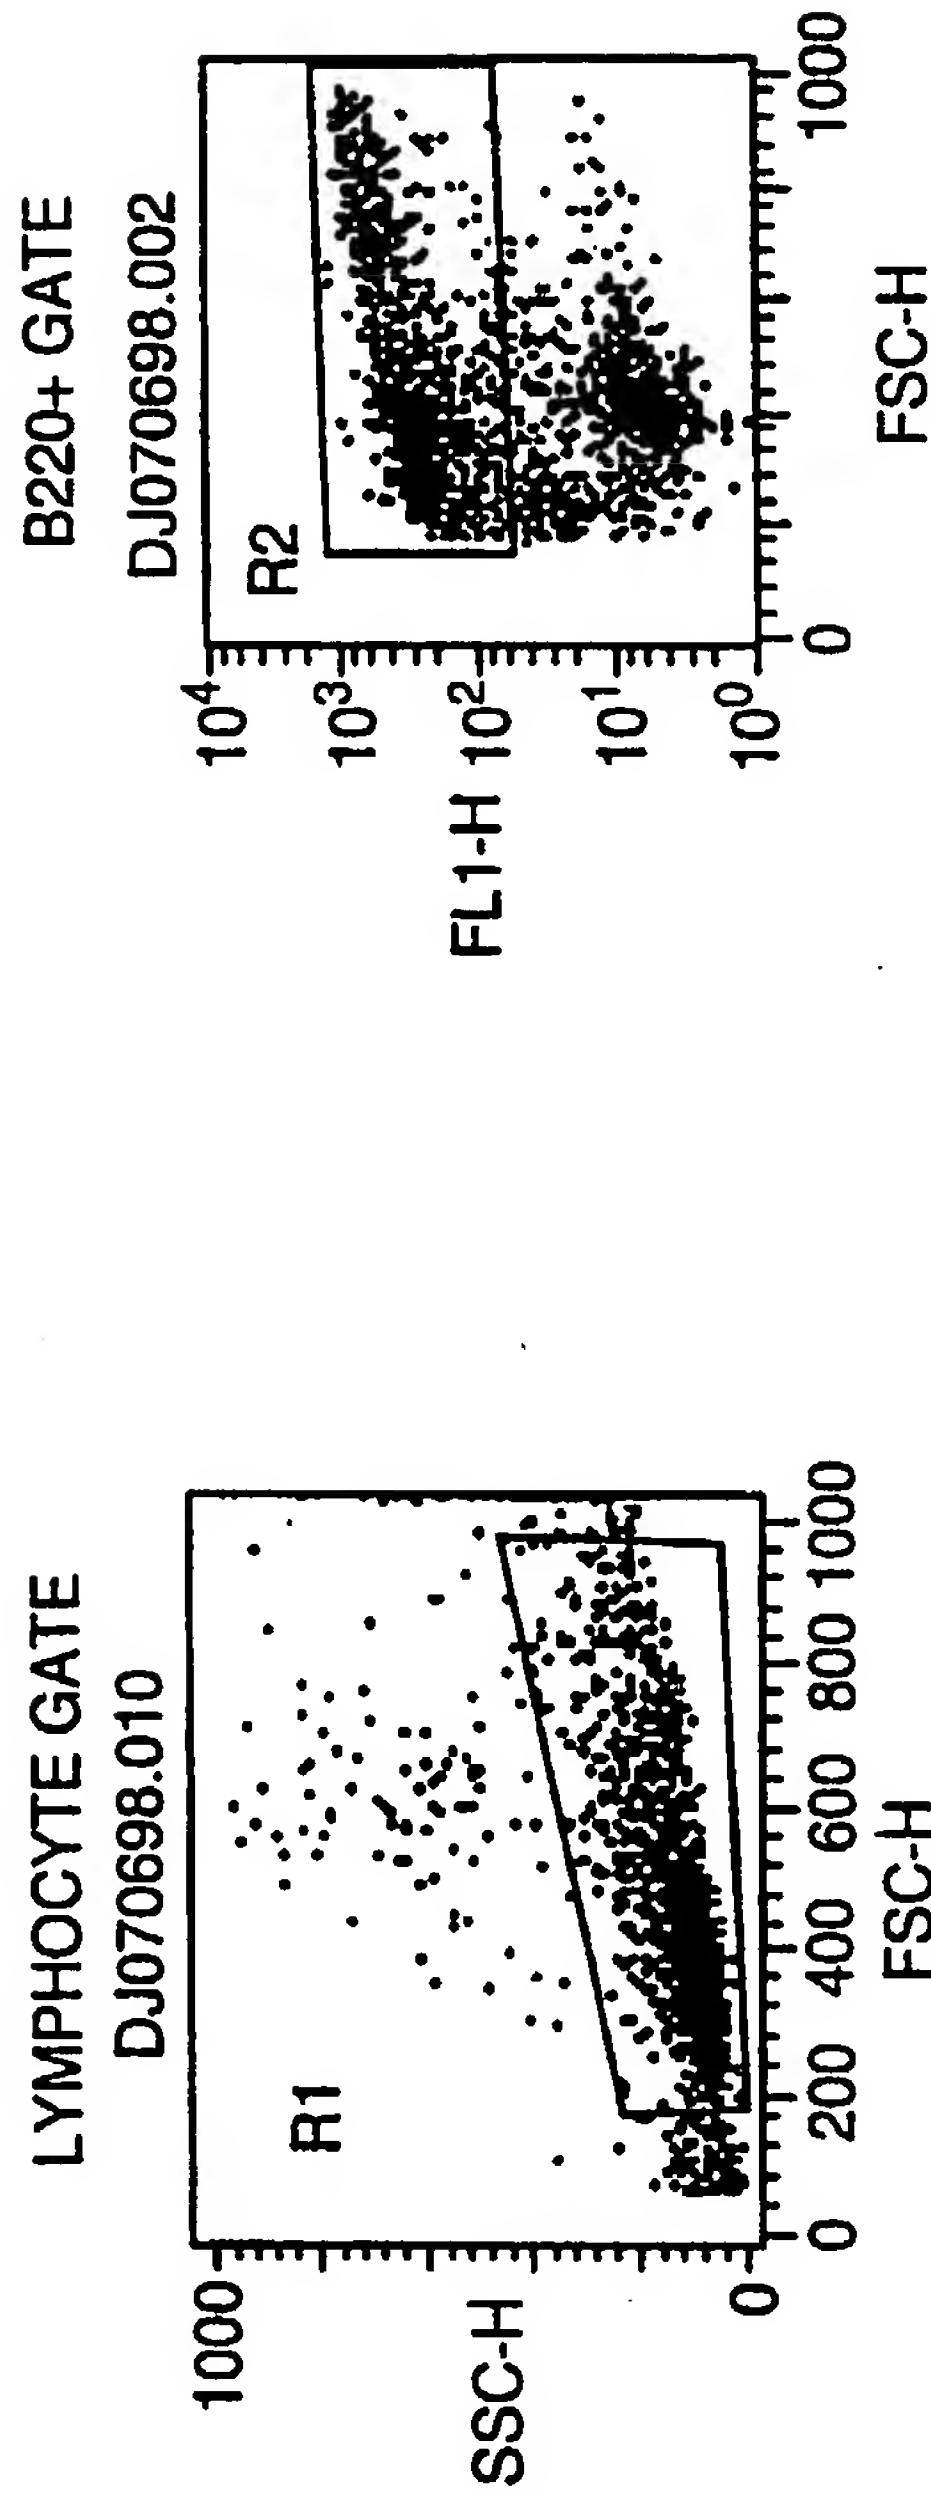 LYMPHOCYTE GATE
DJ070698.010
R1
1000
SSC-H
0
0 200 400 600 800 1000
FSC-H
B220+ GATE
DJ070698.002
R2
10^4
10^3
FL1-H 10^2
10^1
10^0
0 1000
FSC-H